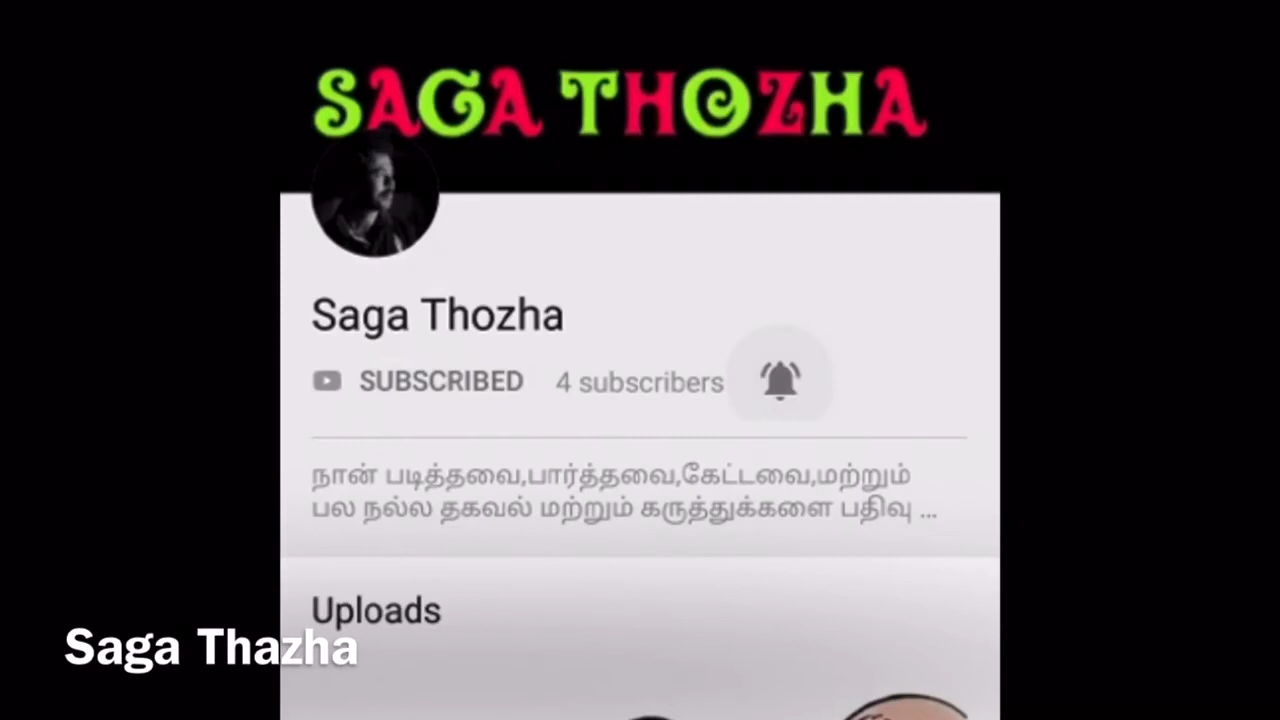 SAGA THOZHA
Saga Thozha
SUBSCRIBED 4 subscribers
நான் படித்தவை,பார்த்தவை,கேட்டவை,மற்றும்
பல நல்ல தகவல் மற்றும் கருத்துக்களை பதிவு ...
Uploads
Saga Thazha